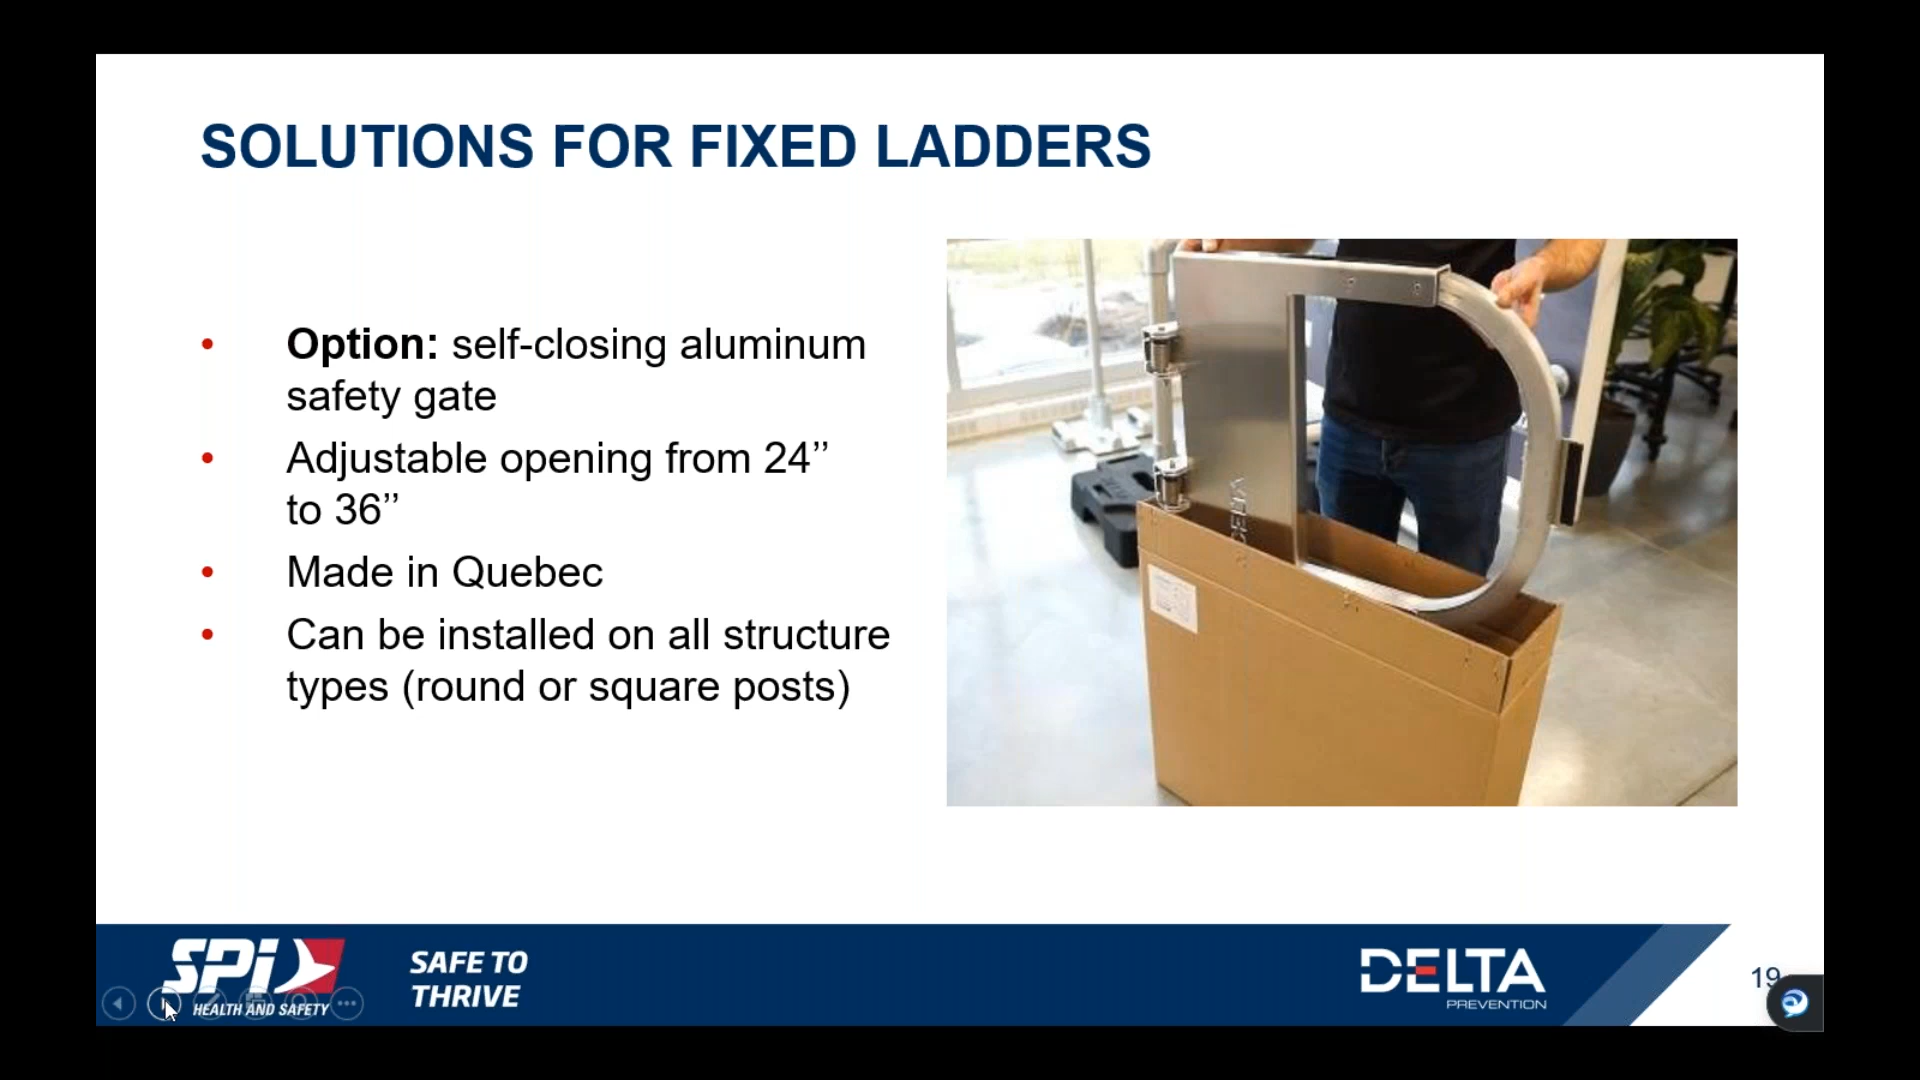 SOLUTIONS FOR FIXED LADDERS
• Option: self-closing aluminum
safety gate
• Adjustable opening from 24’’
to 36’’
• Made in Quebec
• Can be installed on all structure
types (round or square posts)
DELTA
SPI
HEALTH AND SAFETY
SAFE TO
THRIVE
DELTA
PREVENTION
19